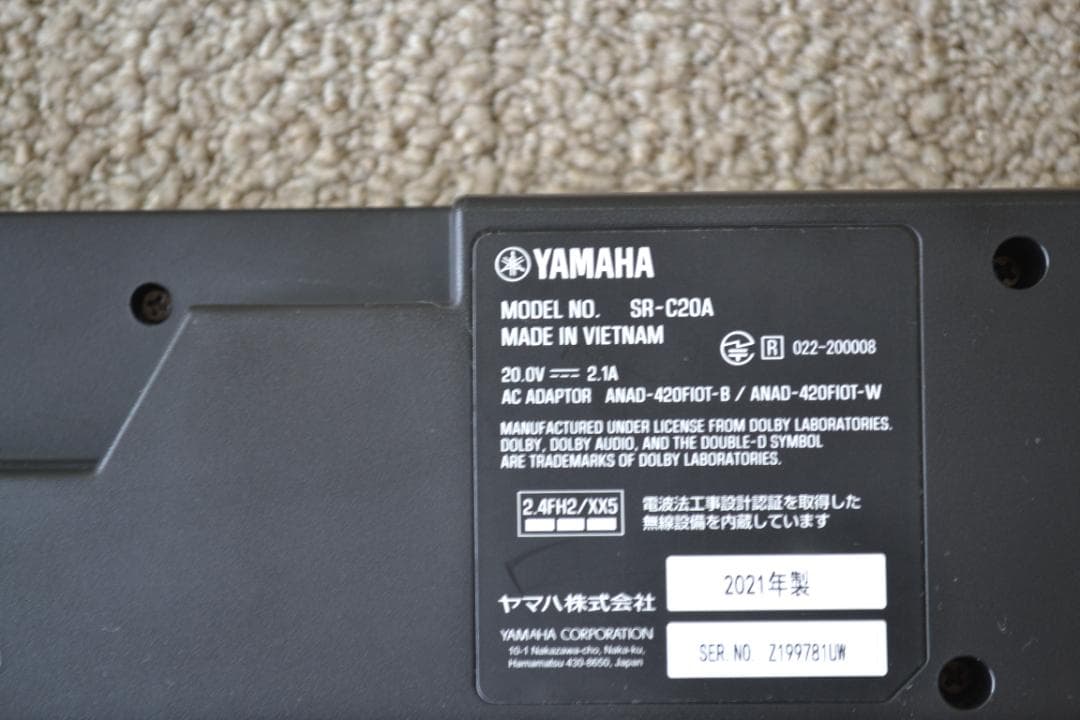 YAMAHA
MODEL NO. SR-C20A
MADE IN VIETNAM
R 022-200008
20.0V 2.1A
AC ADAPTOR ANAD-420FIOT-B / ANAD-420FIOT-W
MANUFACTURED UNDER LICENSE FROM DOLBY LABORATORIES.
DOLBY, DOLBY AUDIO, AND THE DOUBLE-D SYMBOL
ARE TRADEMARKS OF DOLBY LABORATORIES.
2.4FH2/XX5
電波法工事設計認証を取得した
無線設備を内蔵しています
2021年製
ヤマハ株式会社
YAMAHA CORPORATION
10-1 Nakazawa-cho, Naka-ku,
Hamamatsu 430-8650, Japan
SER. NO. Z199781UW